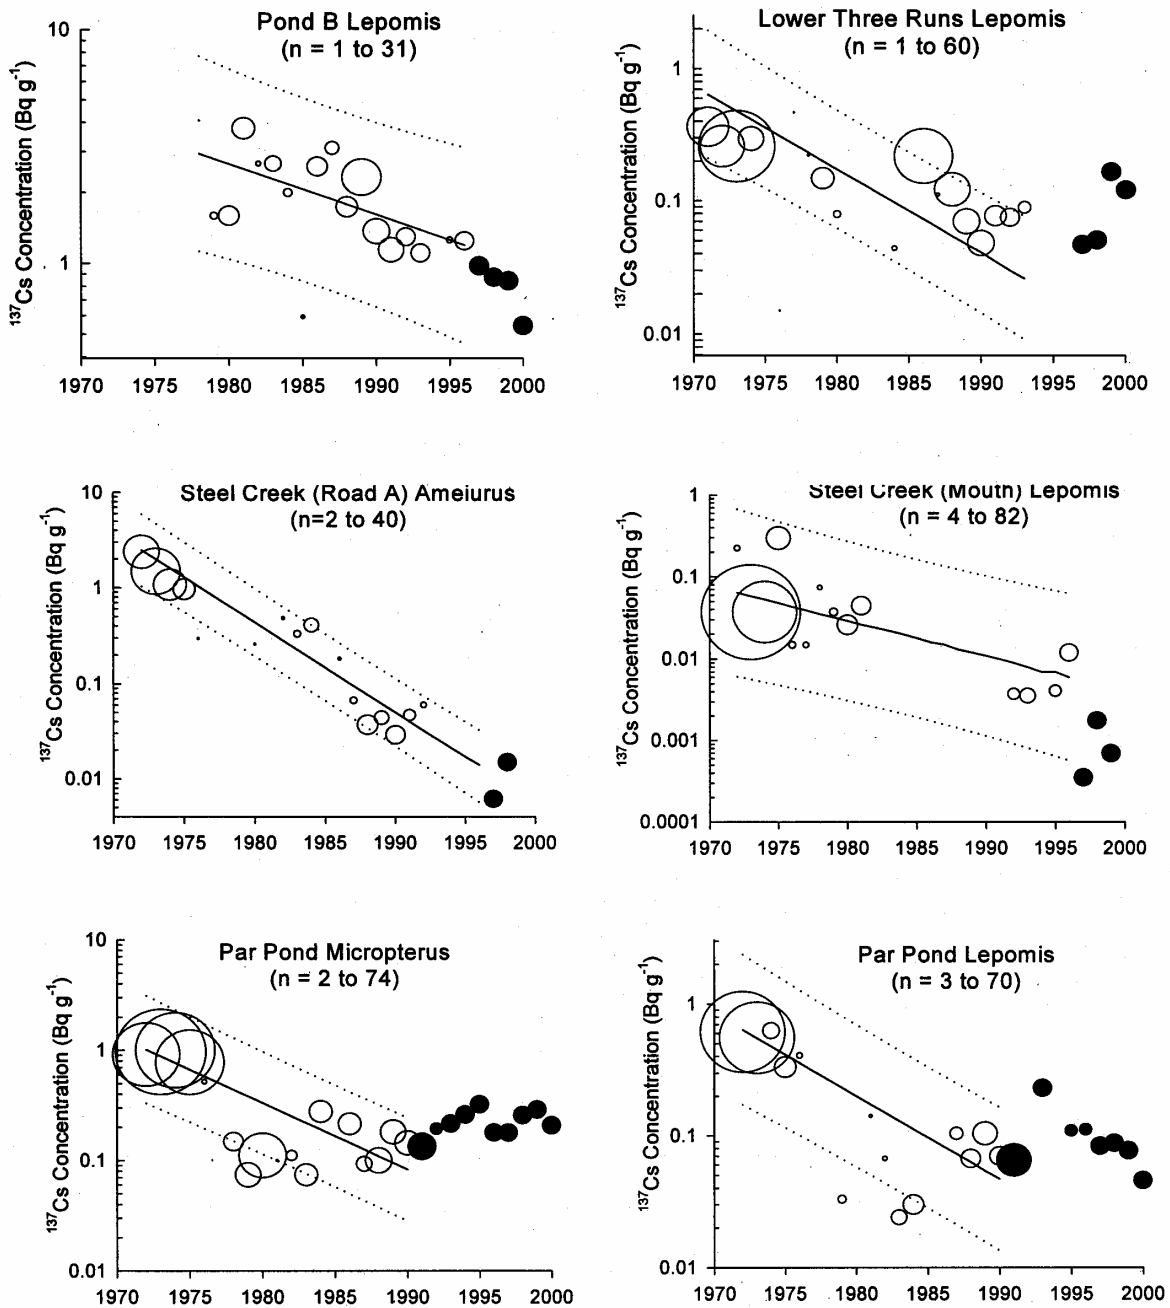 Pond B Lepomis
(n = 1 to 31)
10
1
¹³⁷Cs Concentration (Bq g⁻¹)
1970 1975 1980 1985 1990 1995 2000
Lower Three Runs Lepomis
(n = 1 to 60)
1
0.1
0.01
¹³⁷Cs Concentration (Bq g⁻¹)
1970 1975 1980 1985 1990 1995 2000
Steel Creek (Road A) Ameiurus
(n=2 to 40)
10
1
0.1
0.01
¹³⁷Cs Concentration (Bq g⁻¹)
1970 1975 1980 1985 1990 1995 2000
Steel Creek (Mouth) Lepomis
(n = 4 to 82)
1
0.1
0.01
0.001
0.0001
¹³⁷Cs Concentration (Bq g⁻¹)
1970 1975 1980 1985 1990 1995 2000
Par Pond Micropterus
(n = 2 to 74)
10
1
0.1
0.01
¹³⁷Cs Concentration (Bq g⁻¹)
1970 1975 1980 1985 1990 1995 2000
Par Pond Lepomis
(n = 3 to 70)
1
0.1
0.01
¹³⁷Cs Concentration (Bq g⁻¹)
1970 1975 1980 1985 1990 1995 2000